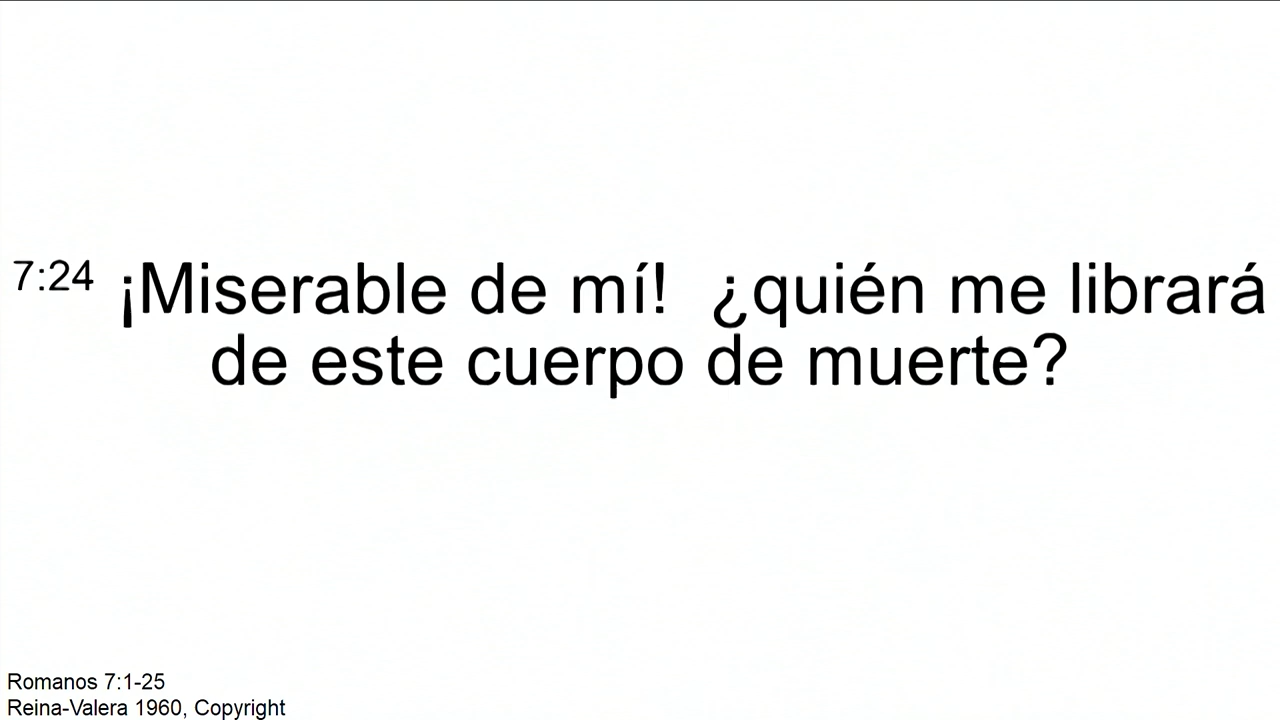 7:24 ¡Miserable de mí!  ¿quién me librará
de este cuerpo de muerte?
Romanos 7:1-25
Reina-Valera 1960, Copyright